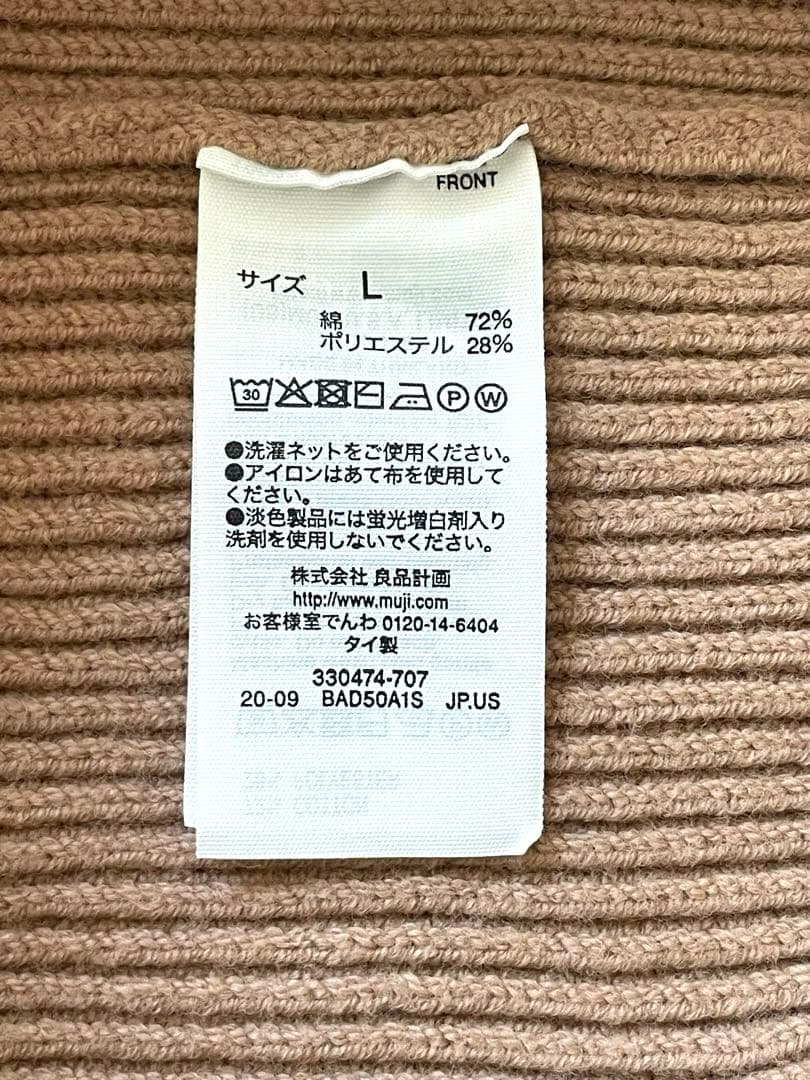 FRONT
サイズ L
綿 72%
ポリエステル 28%
30 P W
●洗濯ネットをご使用ください。
●アイロンはあて布を使用して
ください。
●淡色製品には蛍光増白剤入り
洗剤を使用しないでください。
株式会社 良品計画
http://www.muji.com
お客様室でんわ 0120-14-6404
タイ製
330474-707
20-09 BAD50A1S JP.US